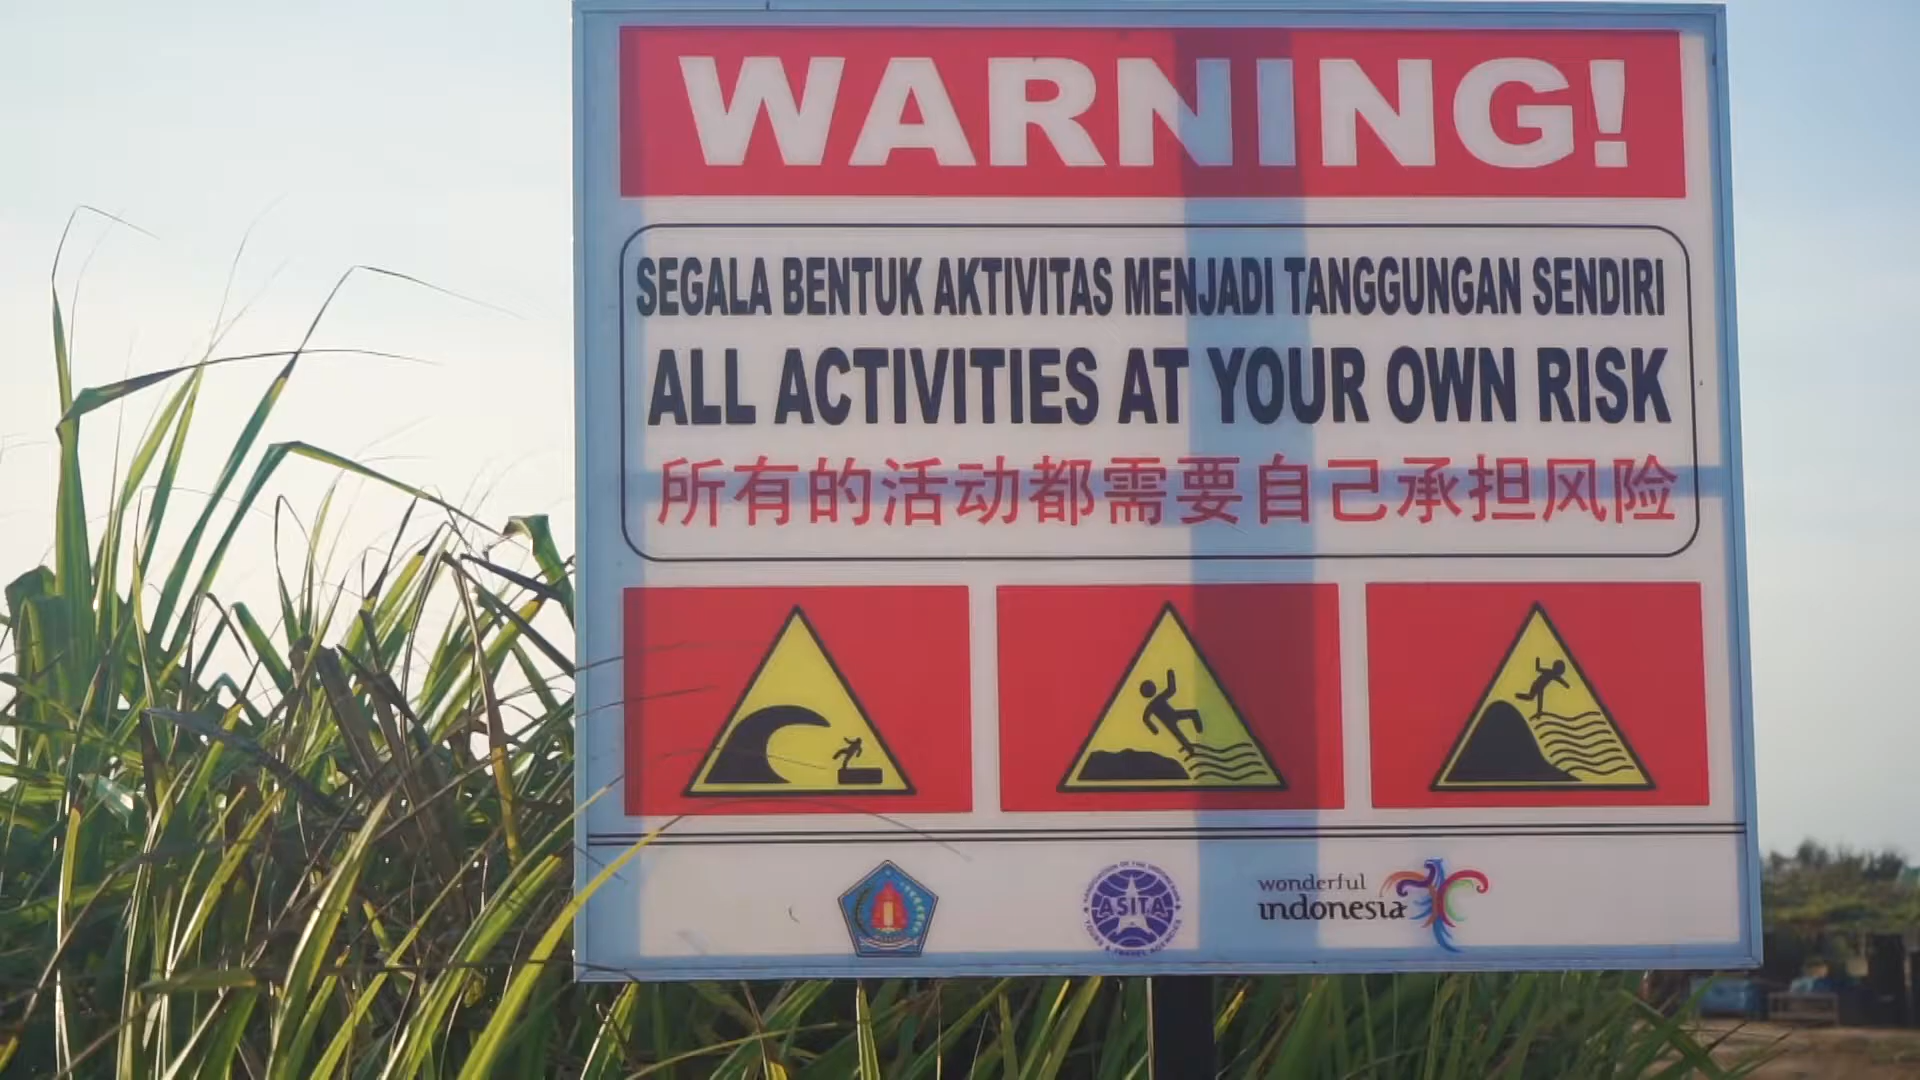 WARNING!
SEGALA BENTUK AKTIVITAS MENJADI TANGGUNGAN SENDIRI
ALL ACTIVITIES AT YOUR OWN RISK
所有的活动都需要自己承担风险
ASITA
wonderful
indonesia